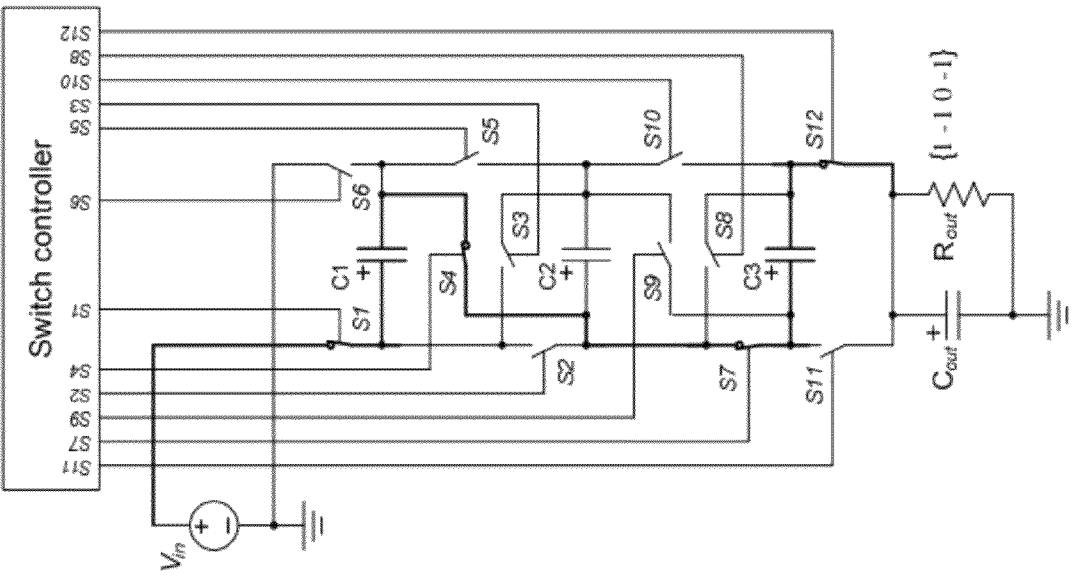 Switch controller
S12
S8
S10
S3
S5
S6
S1
S4
S2
S9
S7
S11
S5
S10
S12
S6
S3
S8
{1 -1 0 -1}
C1
+
S4
C2
+
S9
C3
+
Rout
S1
S2
S7
S11
Cout
+
Vin
+
−